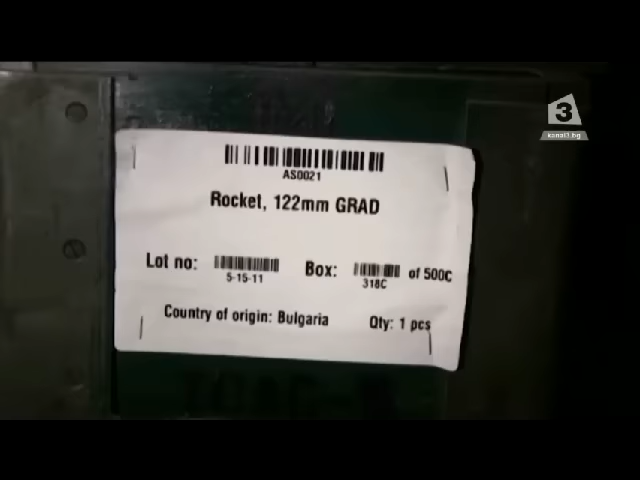 3
kanal3.bg
AS0021
Rocket, 122mm GRAD
Lot no: 5-15-11 Box: 318C of 500C
Country of origin: Bulgaria Qty: 1 pcs